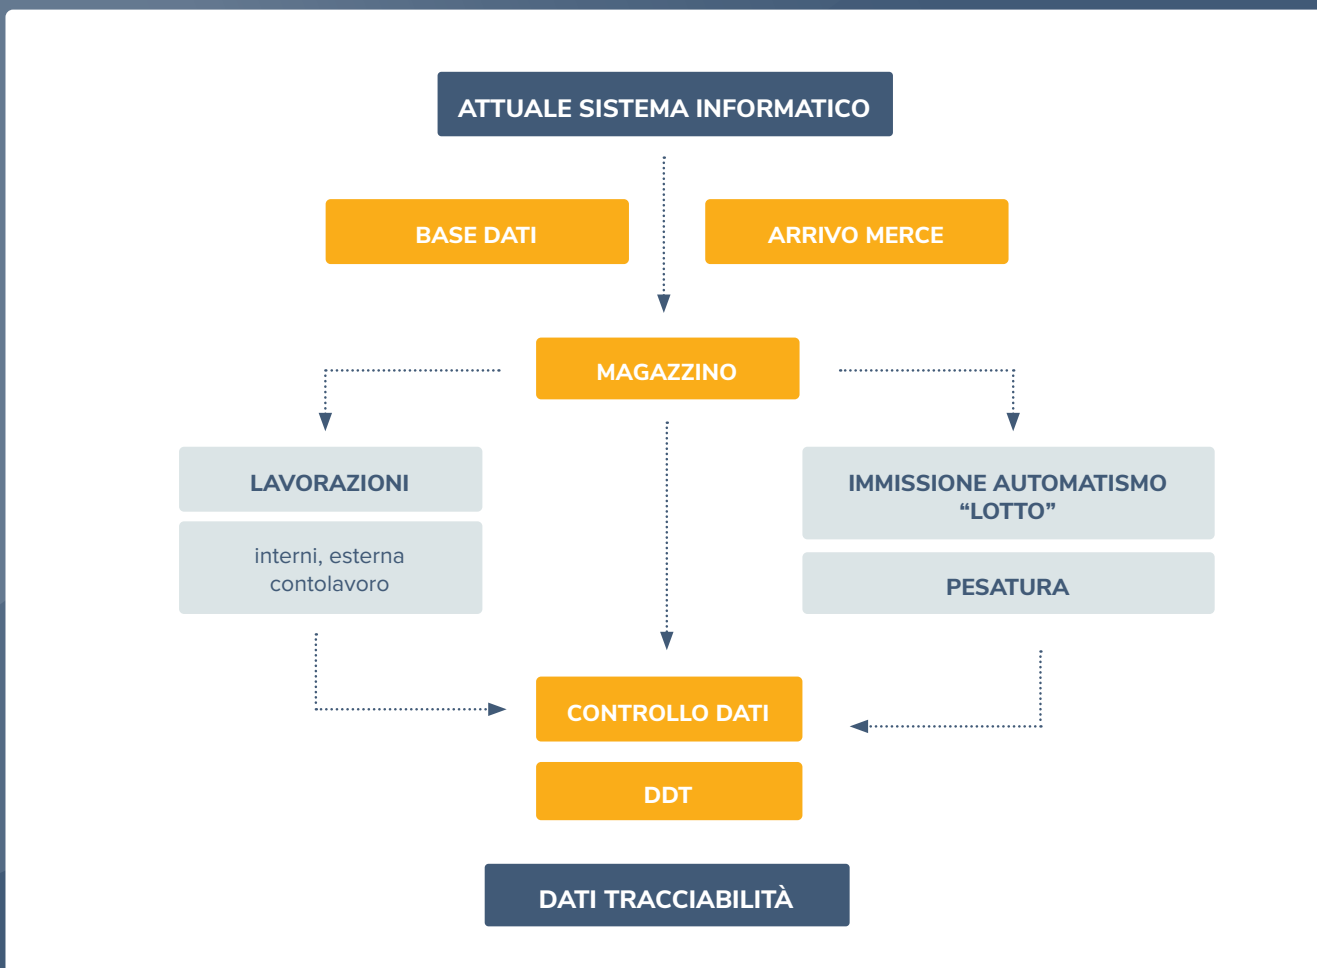 ATTUALE SISTEMA INFORMATICO
BASE DATI
ARRIVO MERCE
MAGAZZINO
LAVORAZIONI
interni, esterna
contolavoro
IMMISSIONE AUTOMATISMO
“LOTTO”
PESATURA
CONTROLLO DATI
DDT
DATI TRACCIABILITÀ